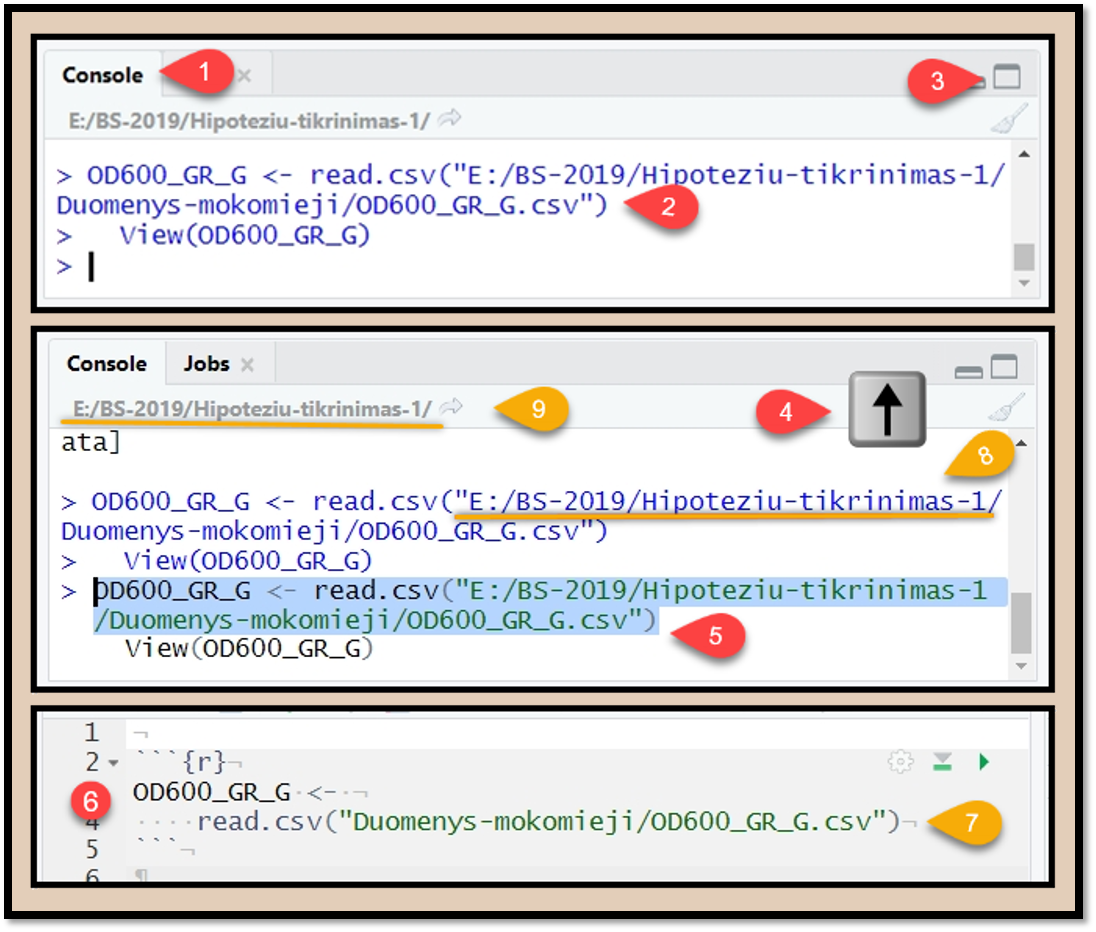 Console 1 ×
3
E:/BS-2019/Hipoteziu-tikrinimas-1/
> OD600_GR_G <- read.csv("E:/BS-2019/Hipoteziu-tikrinimas-1/
Duomenys-mokomieji/OD600_GR_G.csv") 2
>   View(OD600_GR_G)
>
Console Jobs ×
E:/BS-2019/Hipoteziu-tikrinimas-1/ 9
4 ↑
ata]
8
> OD600_GR_G <- read.csv("E:/BS-2019/Hipoteziu-tikrinimas-1/
Duomenys-mokomieji/OD600_GR_G.csv")
>   View(OD600_GR_G)
> OD600_GR_G <- read.csv("E:/BS-2019/Hipoteziu-tikrinimas-1
/Duomenys-mokomieji/OD600_GR_G.csv")
5
View(OD600_GR_G)
1 ¬
2 ```{r}¬
6 OD600_GR_G·<-·¬
4 ····read.csv("Duomenys-mokomieji/OD600_GR_G.csv")¬ 7
5 ```¬
6 ¶